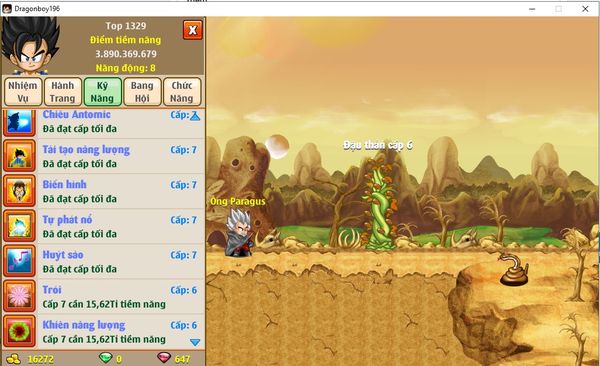 Dragonboy196
Top 1329
Điểm tiềm năng
3.890.369.679
Năng động: 8
X
Nhiệm Vụ
Hành Trang
Kỹ Năng
Bang Hội
Chức Năng
Chiêu Antomic Cấp:
Đã đạt cấp tối đa
Tái tạo năng lượng Cấp: 7
Đã đạt cấp tối đa
Biến hình Cấp: 7
Đã đạt cấp tối đa
Tự phát nổ Cấp: 7
Đã đạt cấp tối đa
Huýt sáo Cấp: 7
Đã đạt cấp tối đa
Trói Cấp: 6
Cấp 7 cần 15,62Tỉ tiềm năng
Khiên năng lượng Cấp: 6
Cấp 7 cần 15,62Tỉ tiềm năng
16272 0 647
Đậu thần cấp 6
Ông Paragus